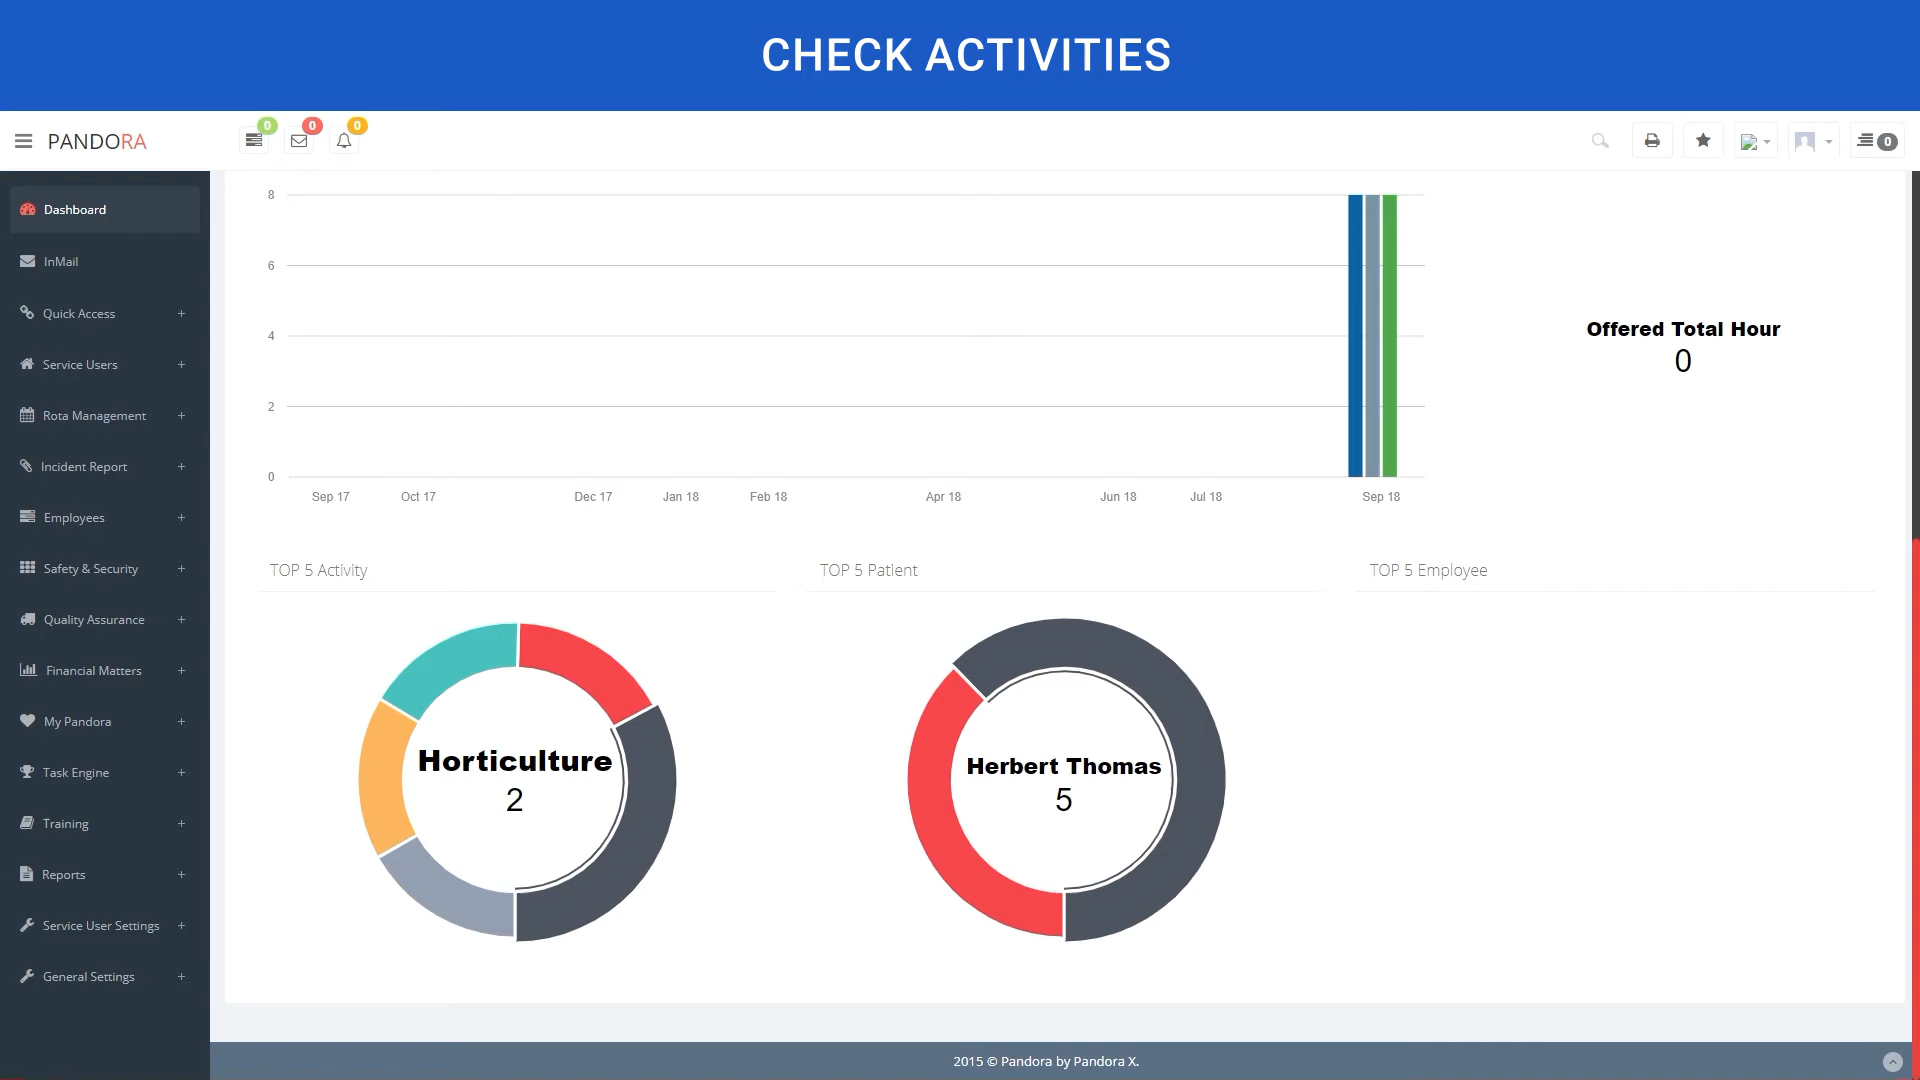 CHECK ACTIVITIES
PANDORA
0
0
0
0
Dashboard
InMail
Quick Access +
Service Users +
Rota Management +
Incident Report +
Employees +
Safety & Security +
Quality Assurance +
Financial Matters +
My Pandora +
Task Engine +
Training +
Reports +
Service User Settings +
General Settings +
8
6
4
2
0
Sep 17 Oct 17 Dec 17 Jan 18 Feb 18 Apr 18 Jun 18 Jul 18 Sep 18
Offered Total Hour
0
TOP 5 Activity
Horticulture
2
TOP 5 Patient
Herbert Thomas
5
TOP 5 Employee
2015 © Pandora by Pandora X.